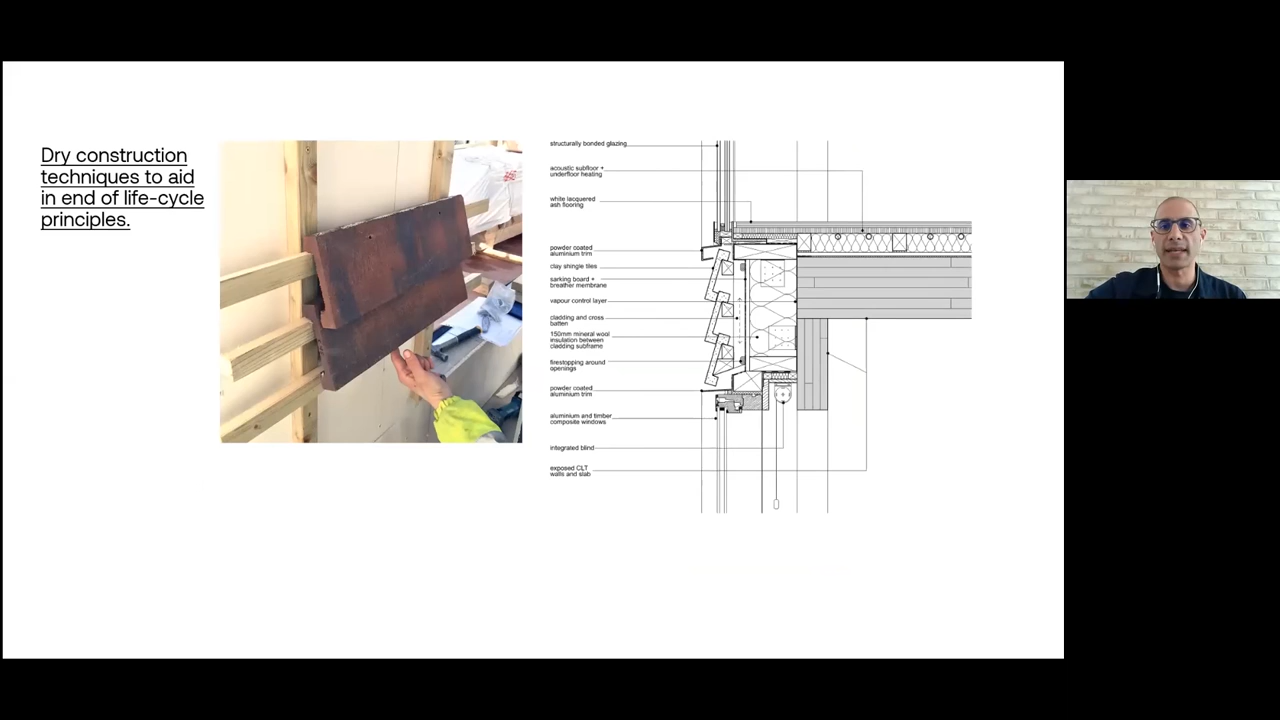 Dry construction
techniques to aid
in end of life-cycle
principles.
structurally bonded glazing
acoustic subfloor +
underfloor heating
white lacquered
ash flooring
powder coated
aluminium trim
clay shingle tiles
sarking board +
breather membrane
vapour control layer
cladding and cross
batten
150mm mineral wool
insulation between
cladding subframe
firestopping around
openings
powder coated
aluminium trim
aluminium and timber
composite windows
integrated blind
exposed CLT
walls and slab